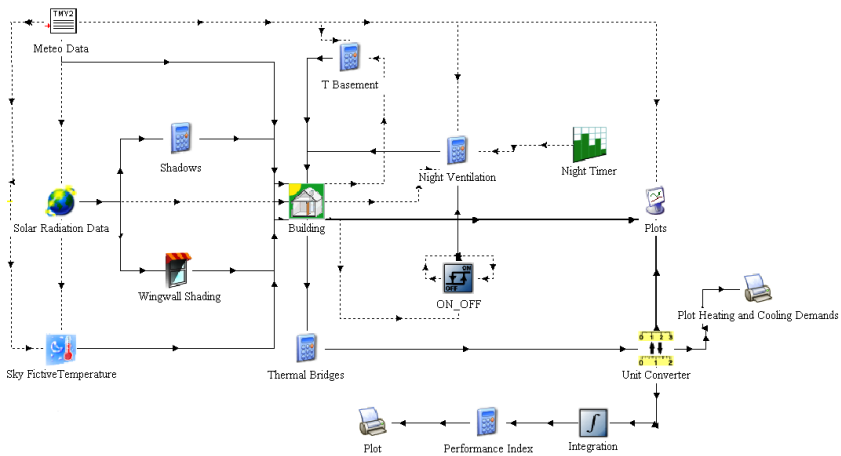 TMY2
Meteo Data
T Basement
Shadows
Night Ventilation
Night Timer
Solar Radiation Data
Building
Plots
Wingwall Shading
ON
OFF
ON_OFF
Plot Heating and Cooling Demands
0 1 2 3
0 1 2
Sky FictiveTemperature
Thermal Bridges
Unit Converter
∫
Plot
Performance Index
Integration